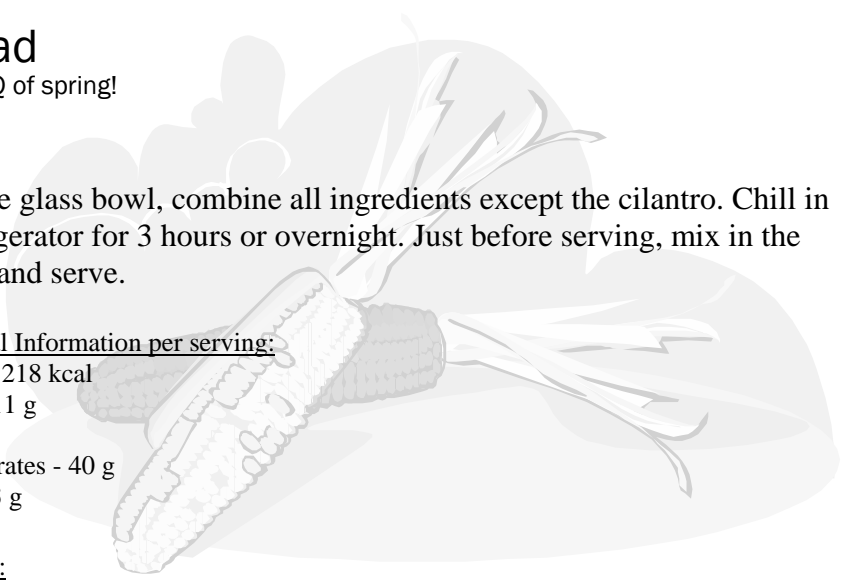 ad
Q of spring!
e glass bowl, combine all ingredients except the cilantro. Chill in
gerator for 3 hours or overnight. Just before serving, mix in the
and serve.
l Information per serving:
218 kcal
11 g
rates - 40 g
g
: